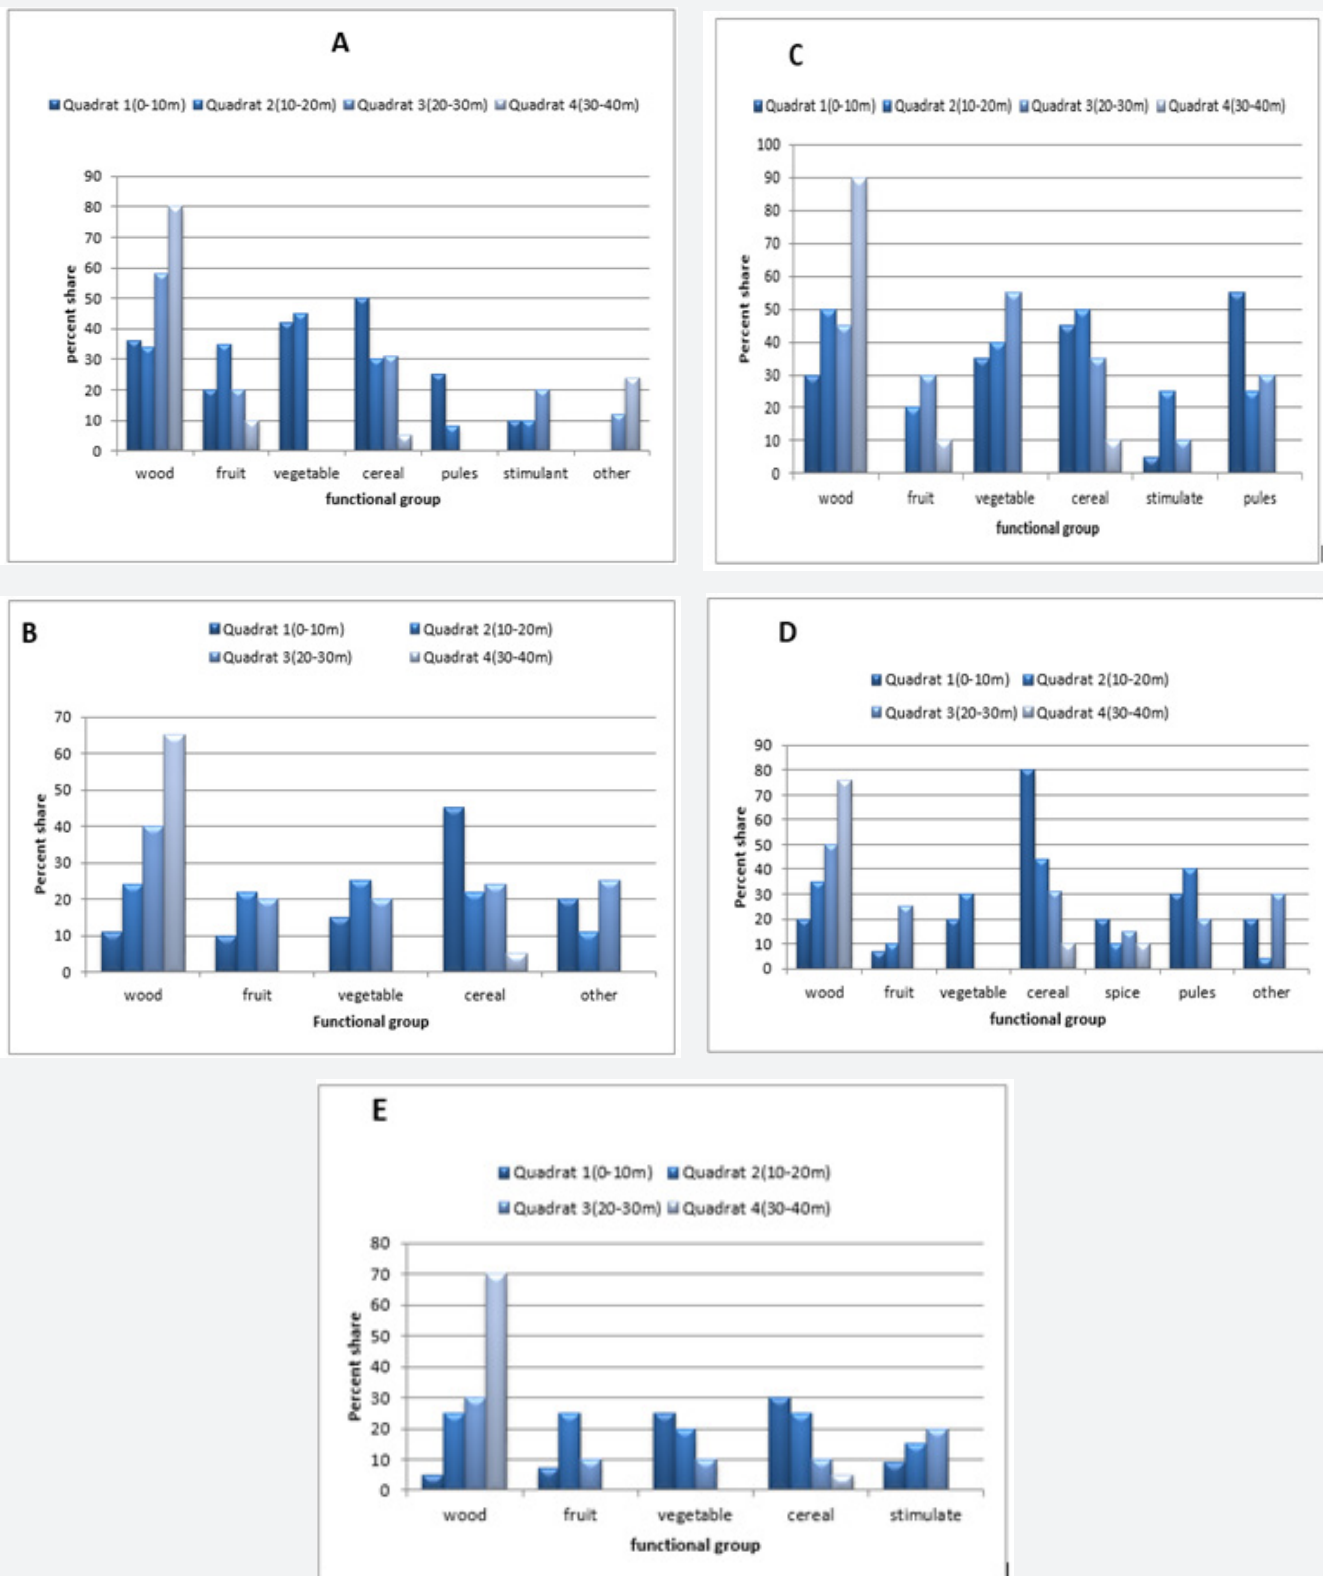 A
Quadrat 1(0-10m) Quadrat 2(10-20m) Quadrat 3(20-30m) Quadrat 4(30-40m)
90
80
70
60
50
40
30
20
10
0
percent share
wood fruit vegetable cereal pules stimulant other
functional group
C
Quadrat 1(0-10m) Quadrat 2(10-20m) Quadrat 3(20-30m) Quadrat 4(30-40m)
100
90
80
70
60
50
40
30
20
10
0
Percent share
wood fruit vegetable cereal stimulate pules
functional group
B
Quadrat 1(0-10m) Quadrat 2(10-20m)
Quadrat 3(20-30m) Quadrat 4(30-40m)
70
60
50
40
30
20
10
0
Percent share
wood fruit vegetable cereal other
Functional group
D
Quadrat 1(0-10m) Quadrat 2(10-20m)
Quadrat 3(20-30m) Quadrat 4(30-40m)
90
80
70
60
50
40
30
20
10
0
Percent share
wood fruit vegetable cereal spice pules other
functional group
E
Quadrat 1(0-10m) Quadrat 2(10-20m)
Quadrat 3(20-30m) Quadrat 4(30-40m)
80
70
60
50
40
30
20
10
0
Percent share
wood fruit vegetable cereal stimulate
functional group